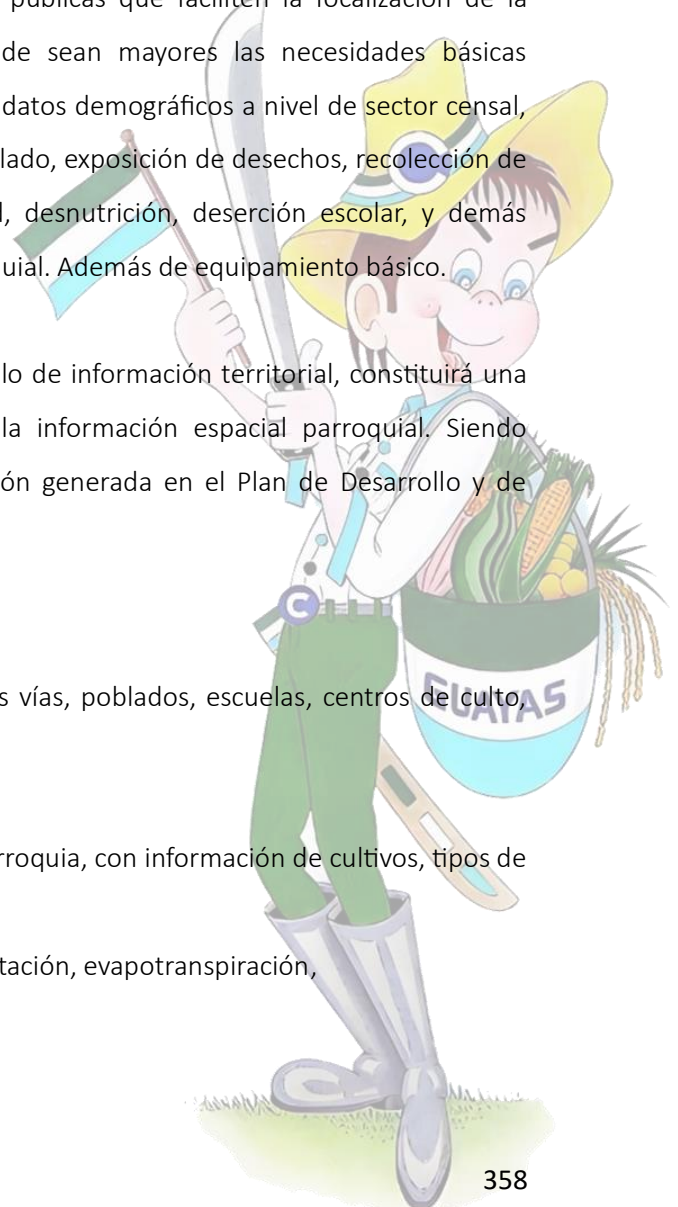 públicas que faciliten la localización de la
de sean mayores las necesidades básicas
datos demográficos a nivel de sector censal,
lado, exposición de desechos, recolección de
l, desnutrición, deserción escolar, y demás
uial. Además de equipamiento básico.
lo de información territorial, constituirá una
la información espacial parroquial. Siendo
ón generada en el Plan de Desarrollo y de
C
s vías, poblados, escuelas, centros de culto,
GUAYAS
rroquia, con información de cultivos, tipos de
tación, evapotranspiración,
358